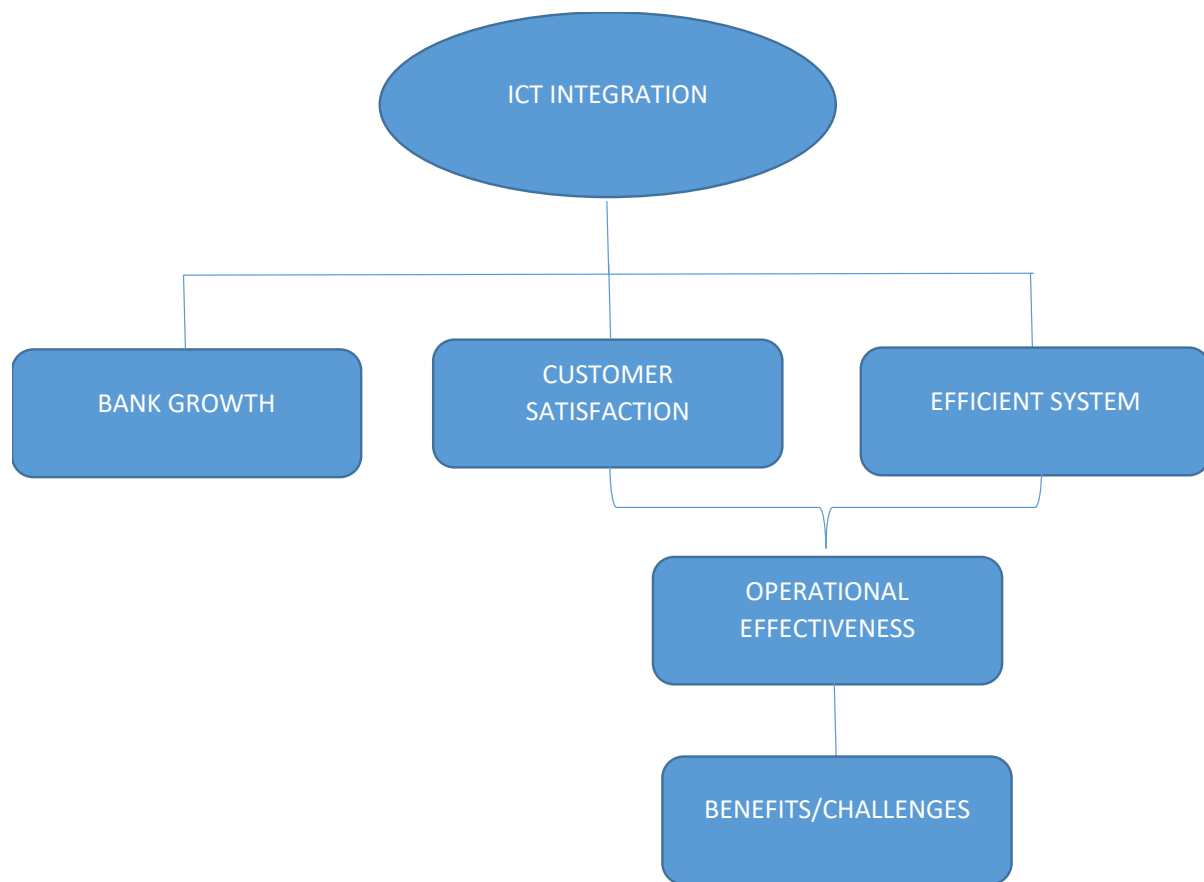 ICT INTEGRATION
BANK GROWTH
CUSTOMER
SATISFACTION
EFFICIENT SYSTEM
OPERATIONAL
EFFECTIVENESS
BENEFITS/CHALLENGES